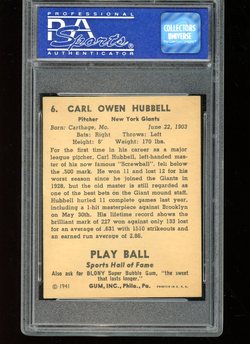 PROFESSIONAL
PSA
Sports
AUTHENTICATOR
COLLECTORS
UNIVERSE
6. CARL OWEN HUBBELL
Pitcher New York Giants
Born: Carthage, Mo. June 22, 1903
Bats: Right Throws: Left
Height: 6' Weight: 170 lbs.
For the first time in his career as a major
league pitcher, Carl Hubbell, left-handed master
of his now famous "Screwball", fell below
the .500 mark. He won 11 and lost 12 for his
worst season since he joined the Giants in
1928, but the old master is still regarded as
one of the best bets on the Giant mound staff.
Hubbell hurled 11 complete games last year,
including a 1-hit masterpiece against Brooklyn
on May 30th. His lifetime record shows the
brilliant mark of 227 won against only 133 lost
for an average of .631 with 1510 strikeouts and
an earned run average of 2.86.
PLAY BALL
Sports Hall of Fame
Also ask for BLONY Super Bubble Gum, "the sweet
that lasts longer."
© 1941 GUM, INC., Phila., Pa. PRINTED IN U.S.A.